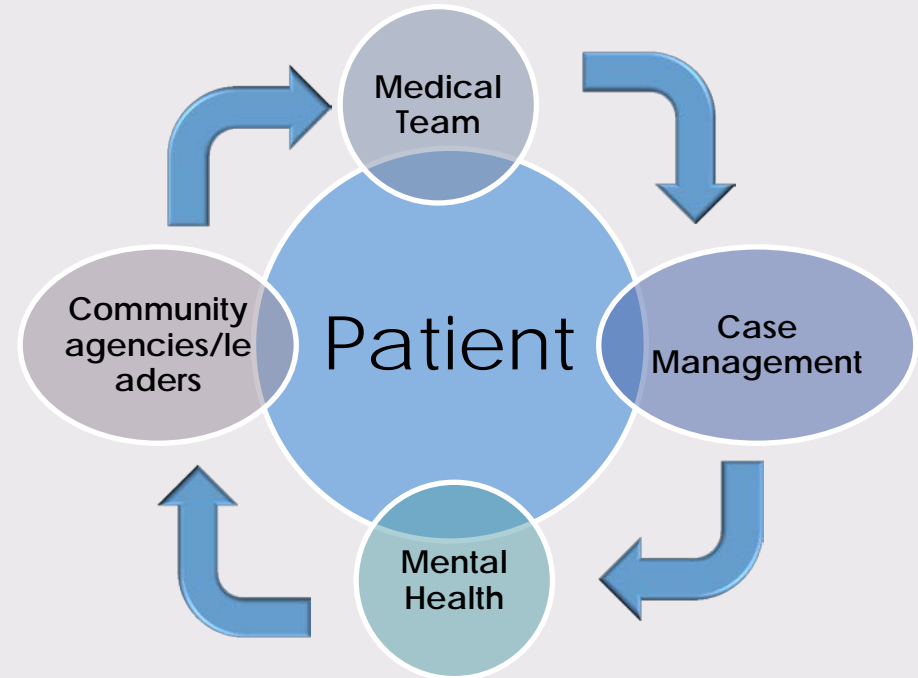 Medical
Team
Community
agencies/le
aders
Patient
Case
Management
Mental
Health